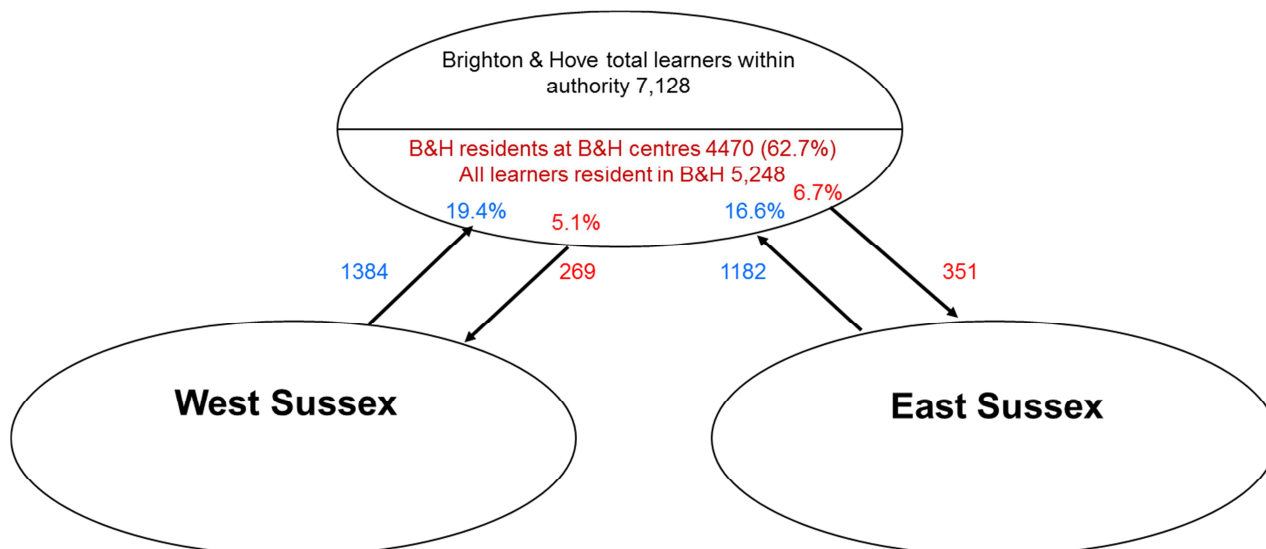 Brighton & Hove total learners within
authority 7,128
B&H residents at B&H centres 4470 (62.7%)
All learners resident in B&H 5,248
6.7%
19.4%
5.1%
16.6%
1384
269
1182
351
West Sussex
East Sussex